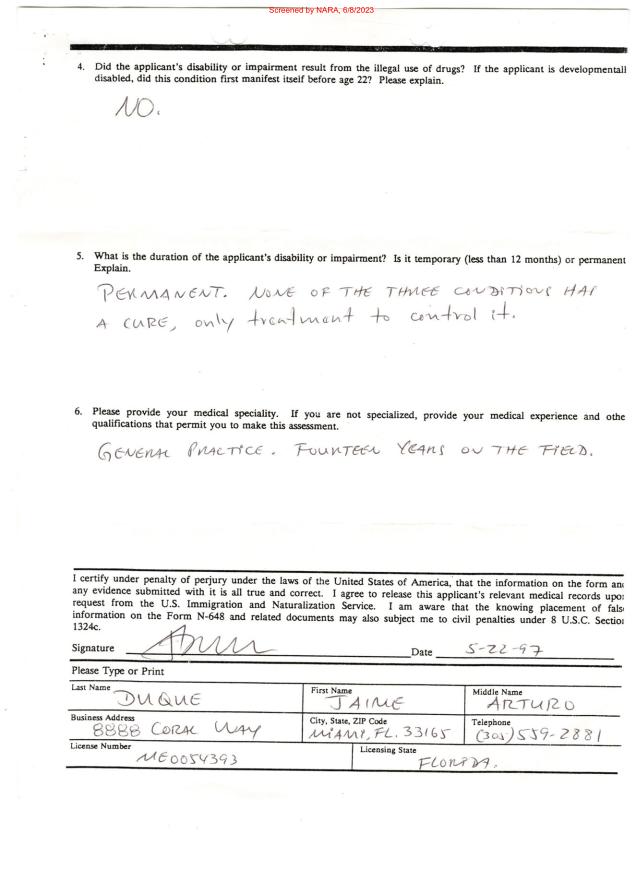 Screened by NARA, 6/8/2023
4. Did the applicant's disability or impairment result from the illegal use of drugs? If the applicant is developmentall
disabled, did this condition first manifest itself before age 22? Please explain.
NO.
5. What is the duration of the applicant's disability or impairment? Is it temporary (less than 12 months) or permanent
Explain.
PERMANENT. NONE OF THE THREE CONDITIONS HAS
A CURE, only treatment to control it.
6. Please provide your medical speciality. If you are not specialized, provide your medical experience and othe
qualifications that permit you to make this assessment.
GENERAL PRACTICE. FOURTEEN YEARS ON THE FIELD.
I certify under penalty of perjury under the laws of the United States of America, that the information on the form and
any evidence submitted with it is all true and correct. I agree to release this applicant's relevant medical records upon
request from the U.S. Immigration and Naturalization Service. I am aware that the knowing placement of fals
information on the Form N-648 and related documents may also subject me to civil penalties under 8 U.S.C. Section
1324c.
Signature Date 5-22-97
Please Type or Print
Last Name First Name Middle Name
DUQUE JAIME ARTURO
Business Address City, State, ZIP Code Telephone
8888 CORAL WAY MIAMI, FL. 33165 (305) 559-2881
License Number Licensing State
ME0054393 FLORIDA.